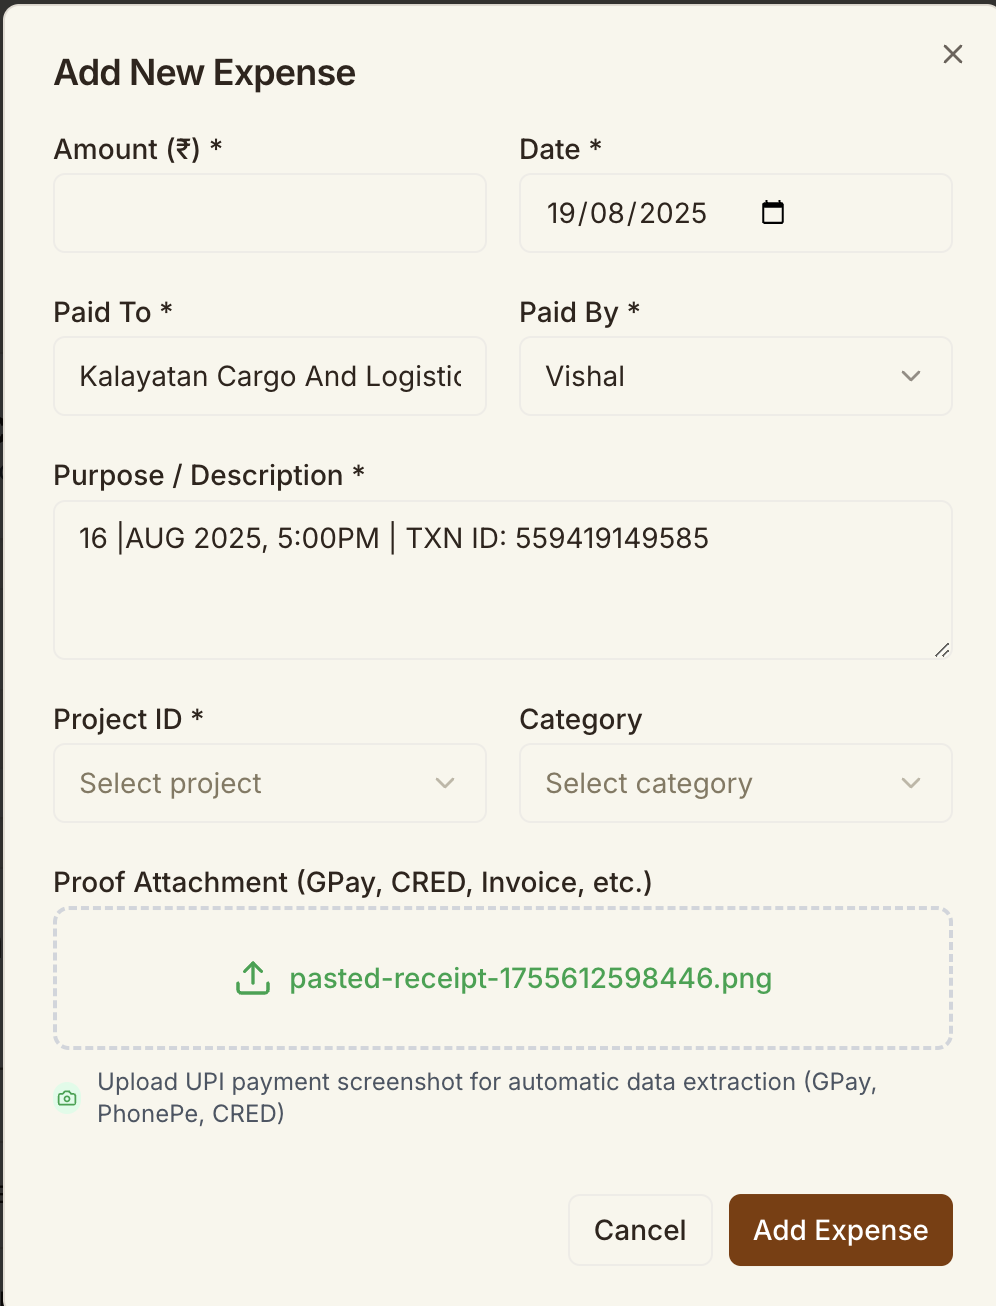 Add New Expense
Amount (₹) *
Date *
19/08/2025
Paid To *
Paid By *
Kalayatan Cargo And Logistic
Vishal
Purpose / Description *
16 |AUG 2025, 5:00PM | TXN ID: 559419149585
Project ID *
Category
Select project
Select category
Proof Attachment (GPay, CRED, Invoice, etc.)
pasted-receipt-1755612598446.png
Upload UPI payment screenshot for automatic data extraction (GPay,
PhonePe, CRED)
Cancel
Add Expense